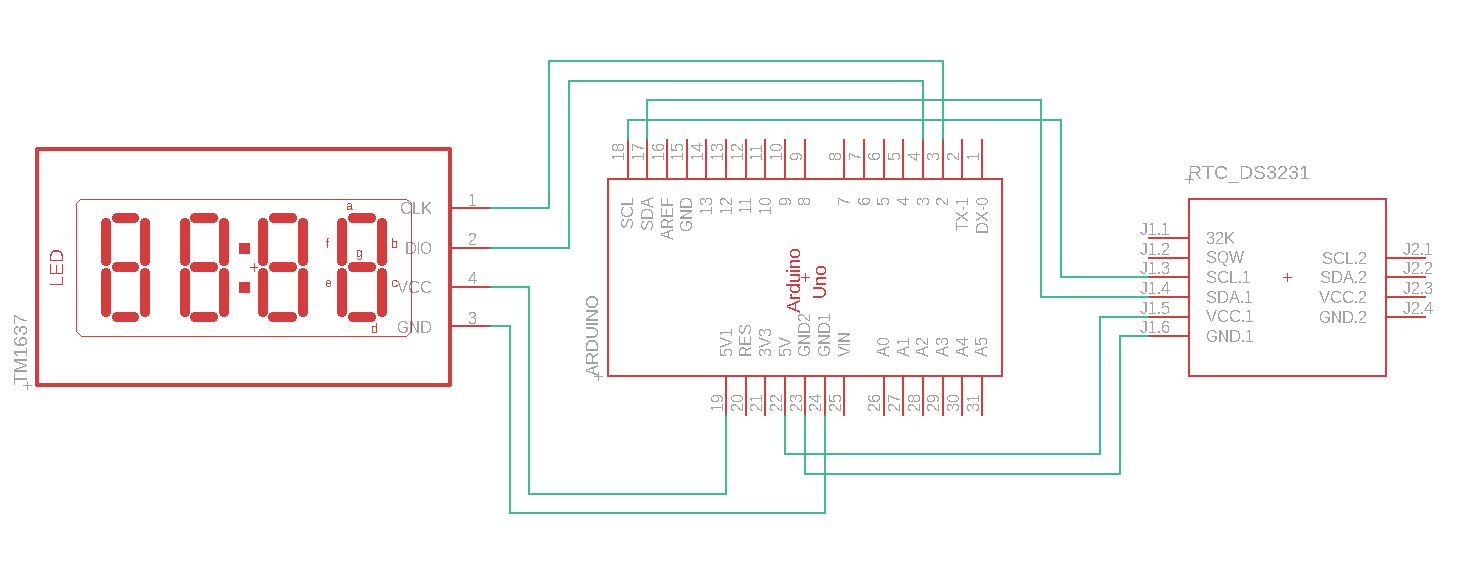 TM1637
LED
a
f
b
g
e
c
d
CLK
1
DIO
2
VCC
4
GND
3
ARDUINO
18
17
16
15
14
13
12
11
10
9
8
7
6
5
4
3
2
1
SCL
SDA
AREF
GND
13
12
11
10
9
8
7
6
5
4
3
2
TX-1
DX-0
Arduino
Uno
5V1
RES
3V3
5V
GND2
GND1
VIN
A0
A1
A2
A3
A4
A5
19
20
21
22
23
24
25
26
27
28
29
30
31
RTC_DS3231
J1.1
32K
J1.2
SQW
J1.3
SCL.1
J1.4
SDA.1
J1.5
VCC.1
J1.6
GND.1
SCL.2
J2.1
SDA.2
J2.2
VCC.2
J2.3
GND.2
J2.4